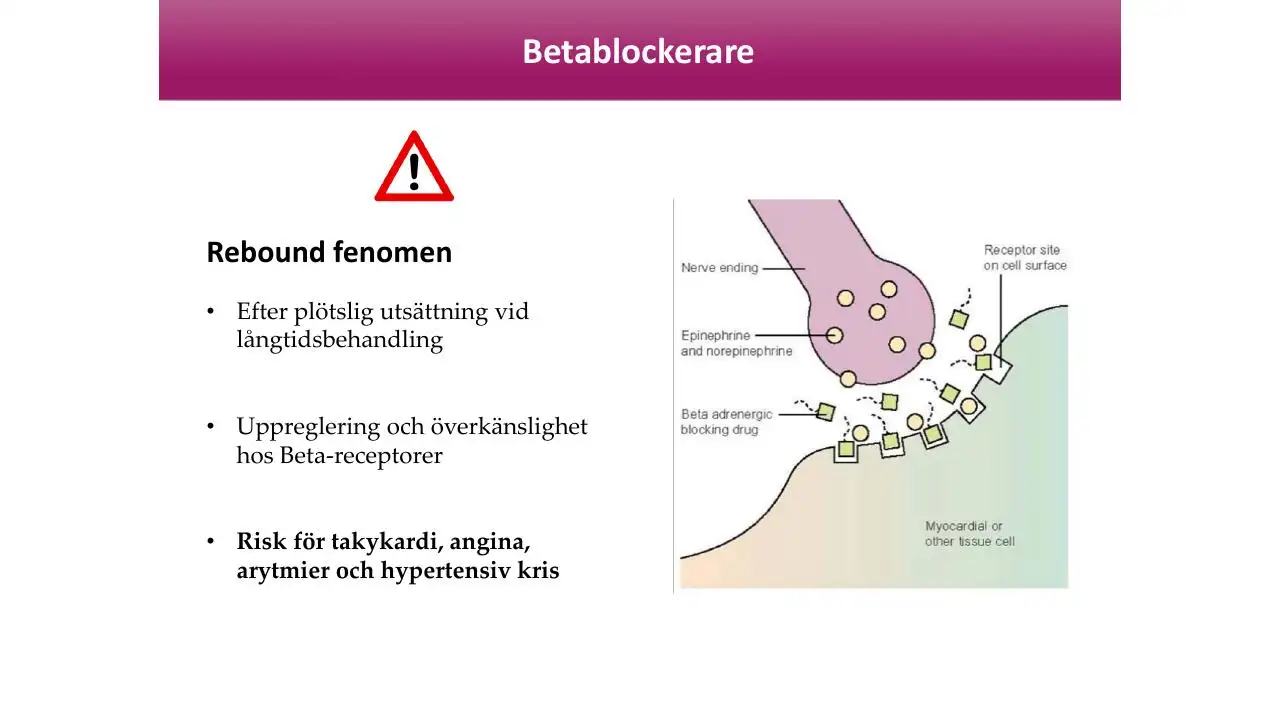 Betablockerare
Rebound fenomen
• Efter plötslig utsättning vid
långtidsbehandling
• Uppreglering och överkänslighet
hos Beta-receptorer
• Risk för takykardi, angina,
arytmier och hypertensiv kris
Nerve ending
Receptor site
on cell surface
Epinephrine
and norepinephrine
Beta adrenergic
blocking drug
Myocardial or
other tissue cell